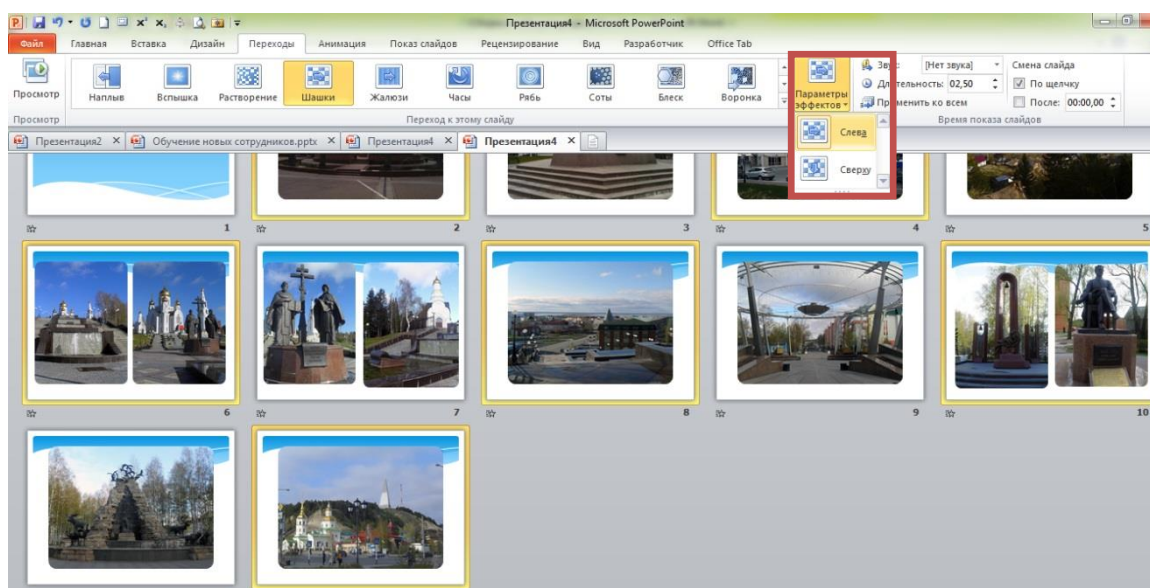 Презентация4 - Microsoft PowerPoint
Файл Главная Вставка Дизайн Переходы Анимация Показ слайдов Рецензирование Вид Разработчик Office Tab
Просмотр
Наплыв Вспышка Растворение Шашки Жалюзи Часы Рябь Соты Блеск Воронка
Параметры эффектов
Звук: [Нет звука]
Длительность: 02,50
Применить ко всем
Смена слайда
По щелчку
После: 00:00,00
Просмотр Переход к этому слайду Время показа слайдов
Слева
Сверху
Презентация2 Обучение новых сотрудников.pptx Презентация4 Презентация4
1 2 3 4 5
6 7 8 9 10